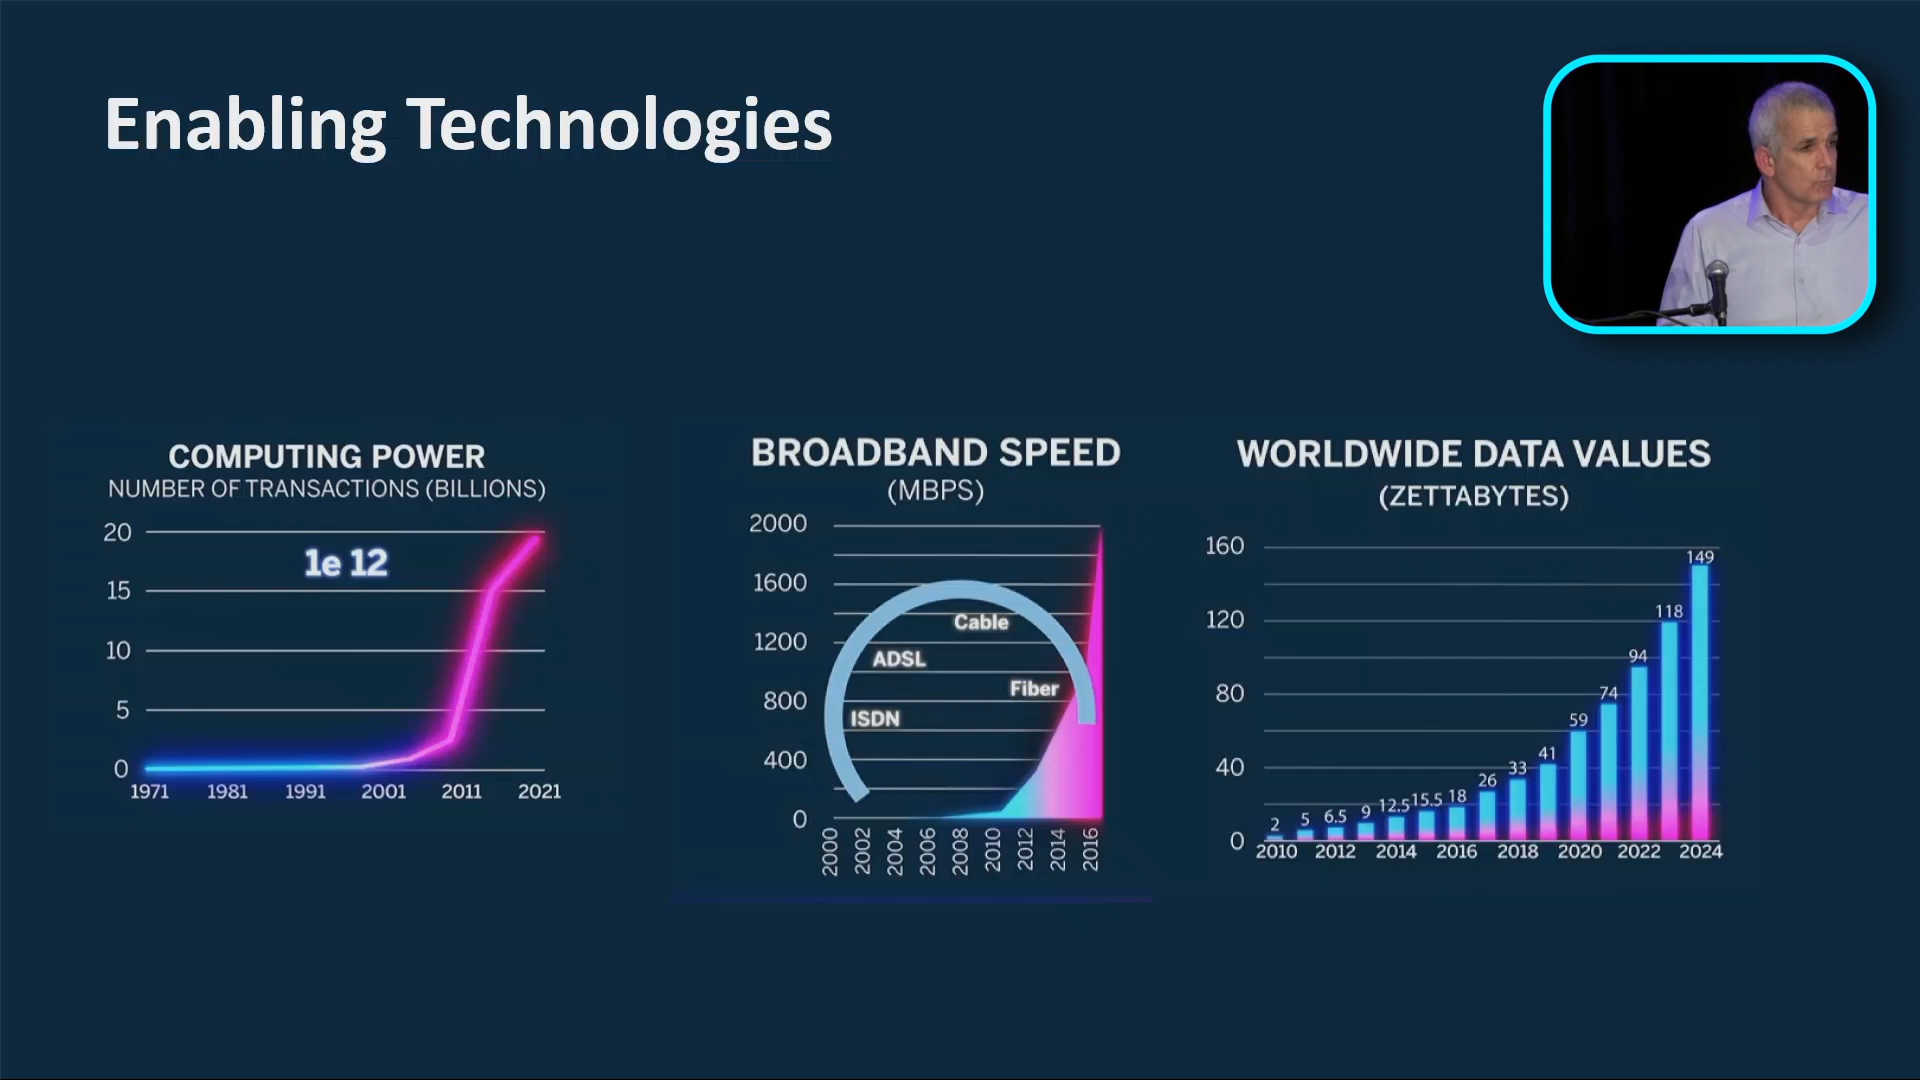 Enabling Technologies
COMPUTING POWER
NUMBER OF TRANSACTIONS (BILLIONS)
20
1e 12
15
10
5
0
1971 1981 1991 2001 2011 2021
BROADBAND SPEED
(MBPS)
2000
1600
Cable
1200
ADSL
Fiber
800
ISDN
400
0
2000 2002 2004 2006 2008 2010 2012 2014 2016
WORLDWIDE DATA VALUES
(ZETTABYTES)
160
120
80
40
0
2 5 6.5 9 12.5 15.5 18 26 33 41 59 74 94 118 149
2010 2012 2014 2016 2018 2020 2022 2024